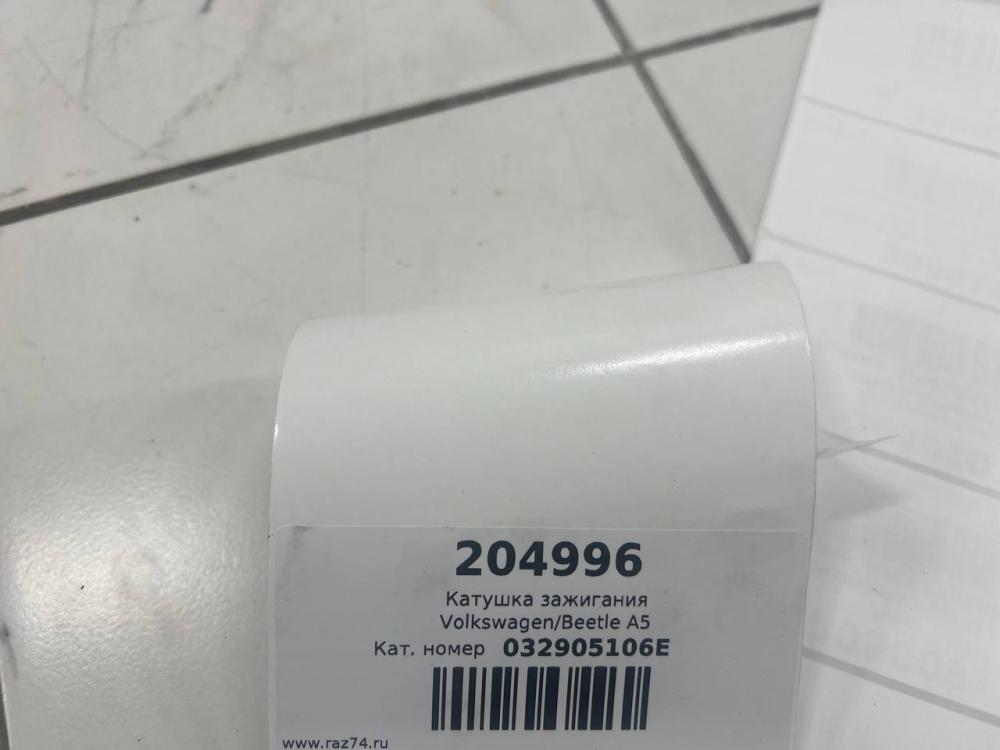 204996
Катушка зажигания
Volkswagen/Beetle A5
Кат. номер 032905106E
www.raz74.ru